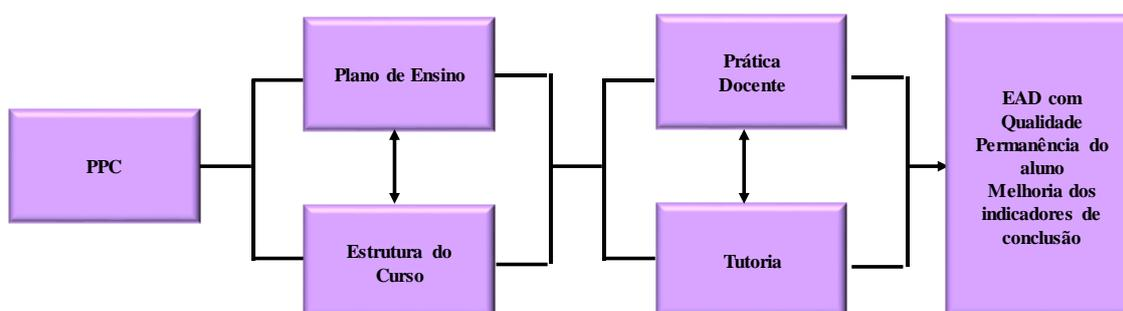 PPC
Plano de Ensino
Estrutura do
Curso
Prática
Docente
Tutoria
EAD com
Qualidade
Permanência do
aluno
Melhoria dos
indicadores de
conclusão